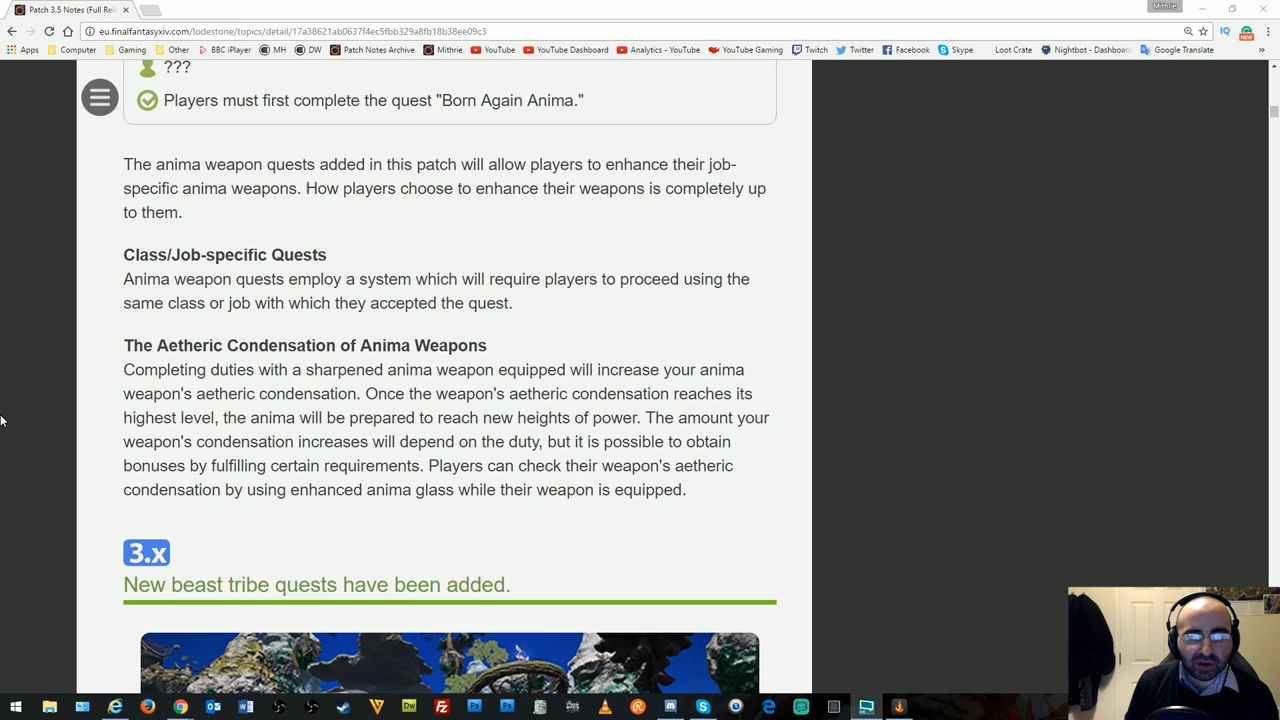 Patch 3.5 Notes (Full Rele
Mithrie
eu.finalfantasyxiv.com/lodestone/topics/detail/17a38621ab0637f4ec5fbb329a8fb18b38ee09c3
Apps Computer Gaming Other BBC iPlayer MH DW Patch Notes Archive Mithrie YouTube YouTube Dashboard Analytics - YouTube YouTube Gaming Twitch Twitter Facebook Skype Loot Crate Nightbot - Dashboard Google Translate »
???
Players must first complete the quest "Born Again Anima."
The anima weapon quests added in this patch will allow players to enhance their job-
specific anima weapons. How players choose to enhance their weapons is completely up
to them.
Class/Job-specific Quests
Anima weapon quests employ a system which will require players to proceed using the
same class or job with which they accepted the quest.
The Aetheric Condensation of Anima Weapons
Completing duties with a sharpened anima weapon equipped will increase your anima
weapon's aetheric condensation. Once the weapon's aetheric condensation reaches its
highest level, the anima will be prepared to reach new heights of power. The amount your
weapon's condensation increases will depend on the duty, but it is possible to obtain
bonuses by fulfilling certain requirements. Players can check their weapon's aetheric
condensation by using enhanced anima glass while their weapon is equipped.
3.x
New beast tribe quests have been added.